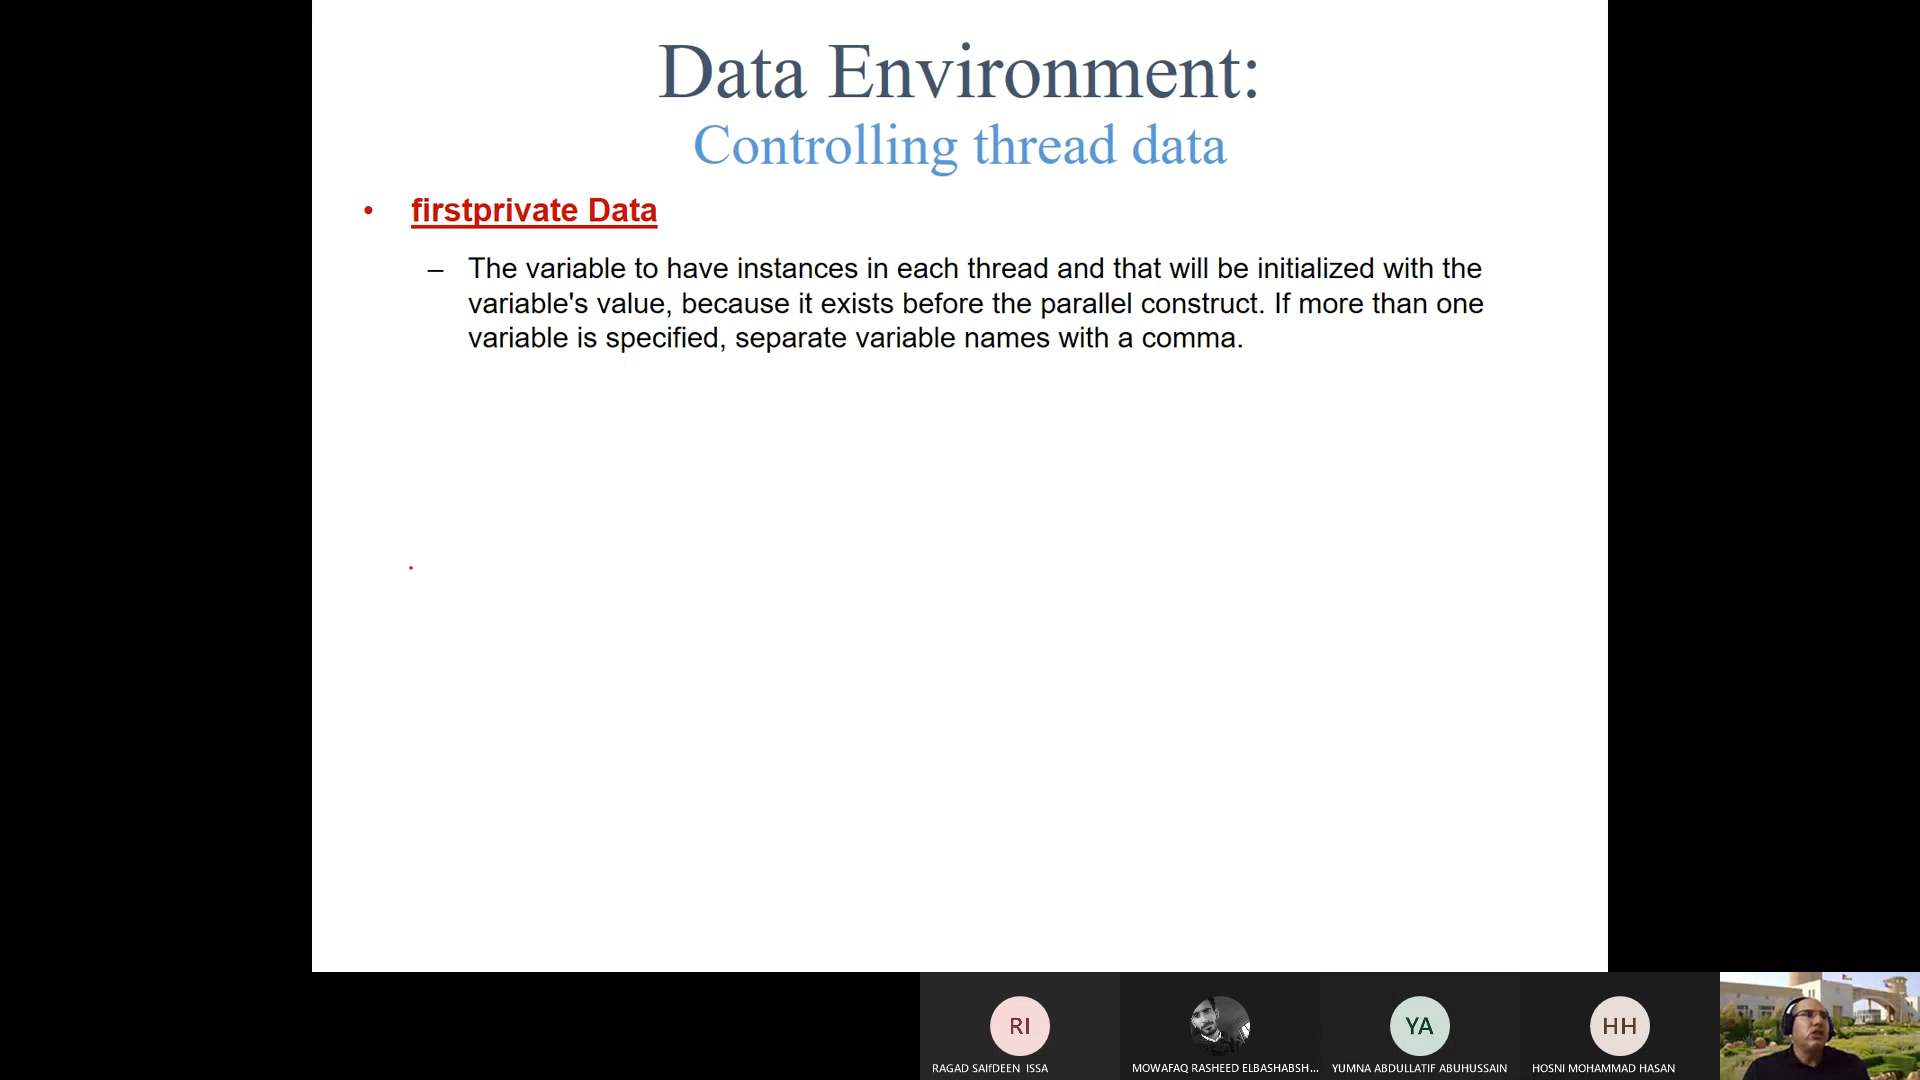 Data Environment:
Controlling thread data
• firstprivate Data
– The variable to have instances in each thread and that will be initialized with the
variable's value, because it exists before the parallel construct. If more than one
variable is specified, separate variable names with a comma.
RI
YA
HH
RAGAD SAIfDEEN ISSA
MOWAFAQ RASHEED ELBASHABSH...
YUMNA ABDULLATIF ABUHUSSAIN
HOSNI MOHAMMAD HASAN